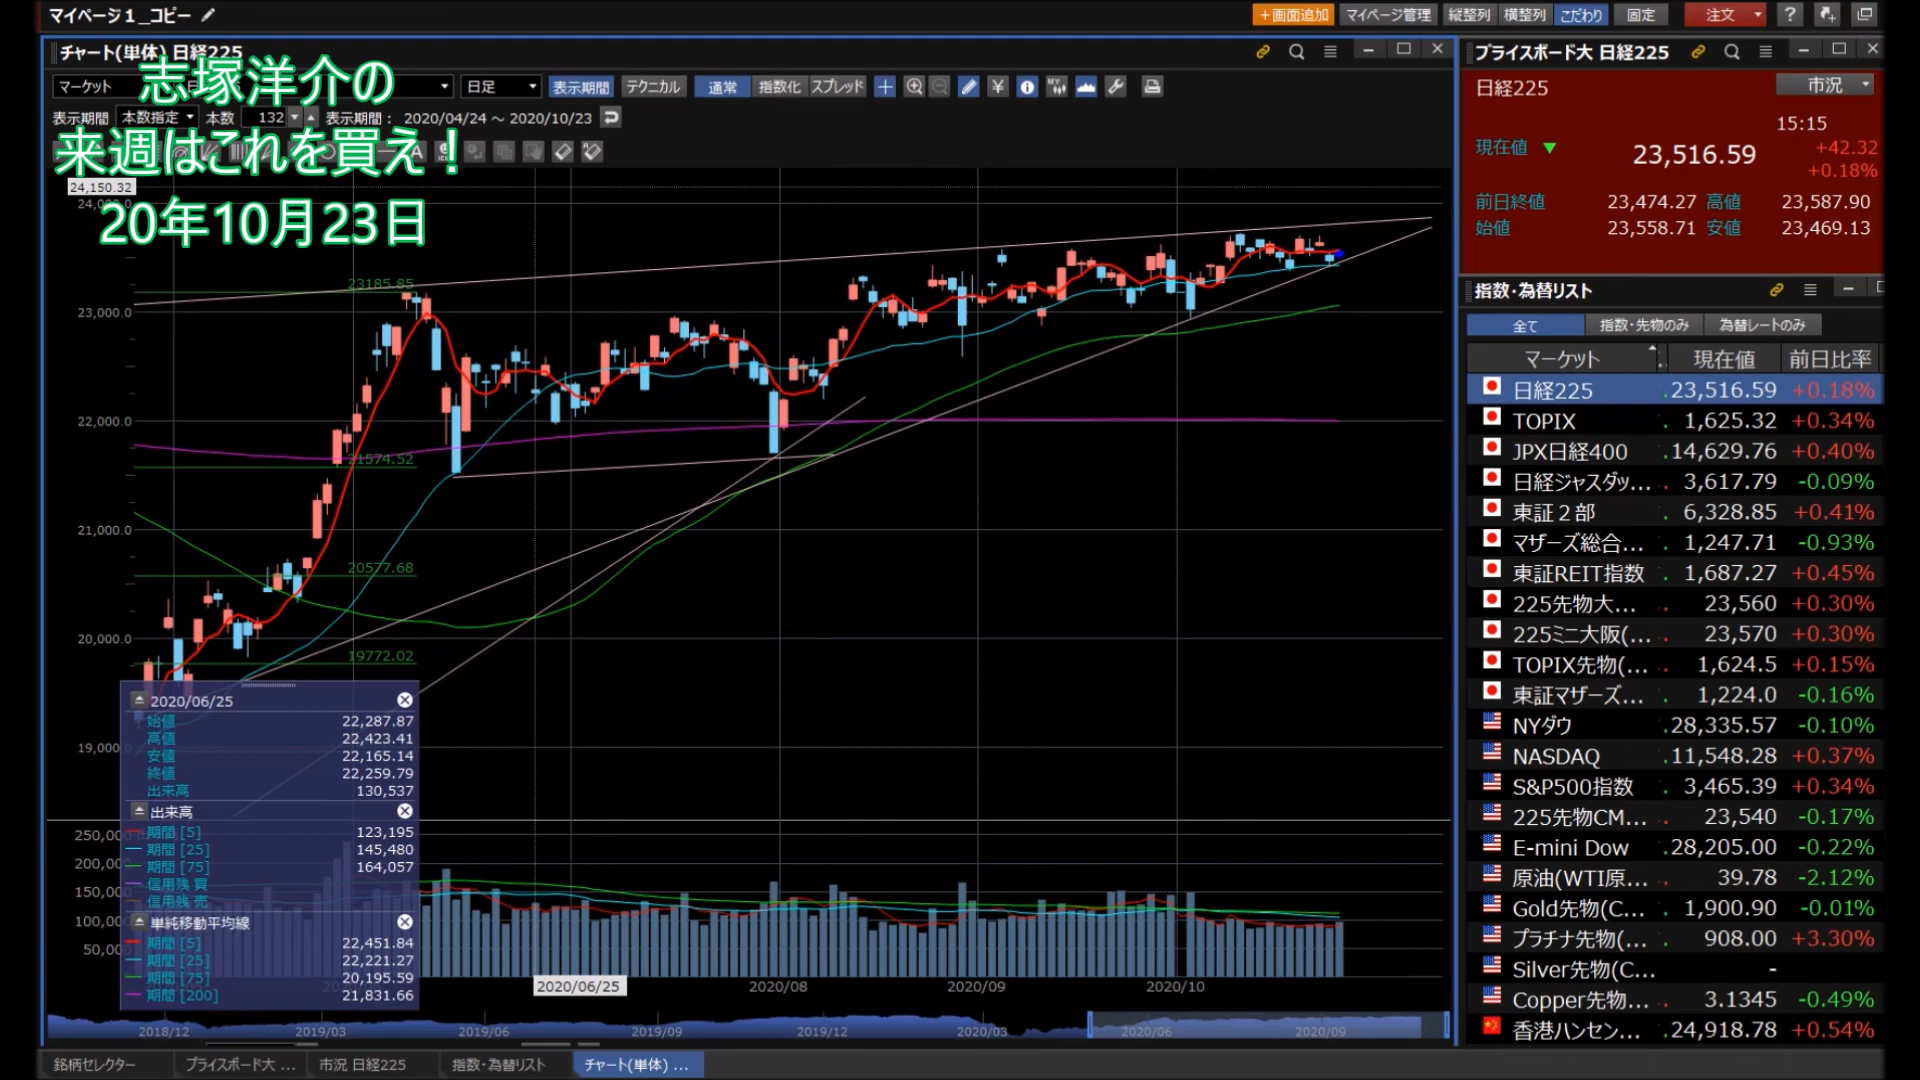 マイページ１_コピー
＋画面追加 マイページ管理 縦整列 横整列 こだわり 固定 注文 ?
チャート(単体) 日経225
マーケット 日足 表示期間 テクニカル 通常 指数化 スプレッド
志塚洋介の
表示期間 本数指定 本数 132 表示期間： 2020/04/24 ～ 2020/10/23
来週はこれを買え！
20年10月23日
24,150.32
23,000.0
22,000.0
21,000.0
20,000.0
19,000.0
23185.85
21574.52
20577.68
19772.02
2020/06/25
始値 22,287.87
高値 22,423.41
安値 22,165.14
終値 22,259.79
出来高 130,537
出来高
期間 [5] 123,195
期間 [25] 145,480
期間 [75] 164,057
信用残 買
信用残 売
単純移動平均線
期間 [5] 22,451.84
期間 [25] 22,221.27
期間 [75] 20,195.59
期間 [200] 21,831.66
2020/06/25 2020/08 2020/09 2020/10
2018/12 2019/03 2019/06 2019/09 2019/12 2020/03 2020/06 2020/09
銘柄セレクター プライスボード大 ... 市況 日経225 指数・為替リスト チャート(単体) ...
プライスボード大 日経225
日経225 市況
15:15
現在値 ▼ 23,516.59 +42.32
+0.18%
前日終値 23,474.27 高値 23,587.90
始値 23,558.71 安値 23,469.13
指数・為替リスト
全て 指数・先物のみ 為替レートのみ
マーケット 現在値 前日比率
日経225 23,516.59 +0.18%
TOPIX 1,625.32 +0.34%
JPX日経400 14,629.76 +0.40%
日経ジャスダッ... 3,617.79 -0.09%
東証２部 6,328.85 +0.41%
マザーズ総合... 1,247.71 -0.93%
東証REIT指数 1,687.27 +0.45%
225先物大... 23,560 +0.30%
225ミニ大阪(... 23,570 +0.30%
TOPIX先物(... 1,624.5 +0.15%
東証マザーズ... 1,224.0 -0.16%
NYダウ 28,335.57 -0.10%
NASDAQ 11,548.28 +0.37%
S&P500指数 3,465.39 +0.34%
225先物CM... 23,540 -0.17%
E-mini Dow 28,205.00 -0.22%
原油(WTI原... 39.78 -2.12%
Gold先物(C... 1,900.90 -0.01%
プラチナ先物(... 908.00 +3.30%
Silver先物(C... -
Copper先物... 3.1345 -0.49%
香港ハンセン... 24,918.78 +0.54%